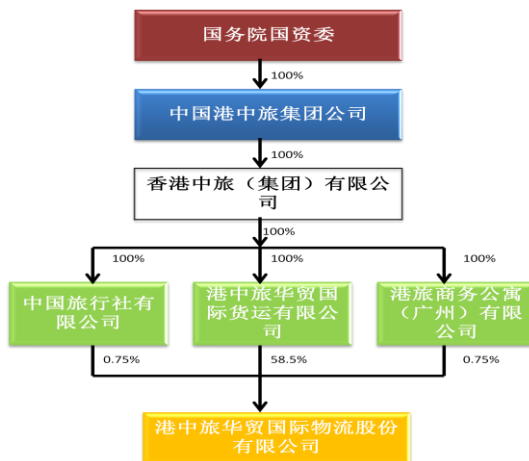 国务院国资委
100%
中国港中旅集团公司
100%
香港中旅（集团）有限公
司
100%
100%
100%
100%
中国旅行社有
限公司
港中旅华贸国
际货运有限公
司
港旅商务公寓
（广州）有限
公司
0.75%
58.5%
0.75%
港中旅华贸国际物流股份
有限公司